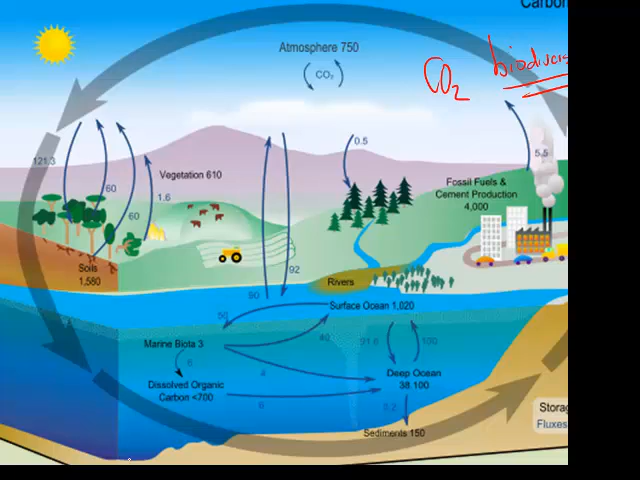 Carbon
Atmosphere 750
CO₂
CO₂
0.5
5.5
121.3
60
60
1.6
Vegetation 610
Fossil Fuels &
Cement Production
4,000
Soils
1,580
92
90
Rivers
Surface Ocean 1,020
50
Marine Biota 3
40
91.6
100
6
4
Dissolved Organic
Carbon <700
6
Deep Ocean
38,100
0.2
Sediments 150
Storag
Fluxes